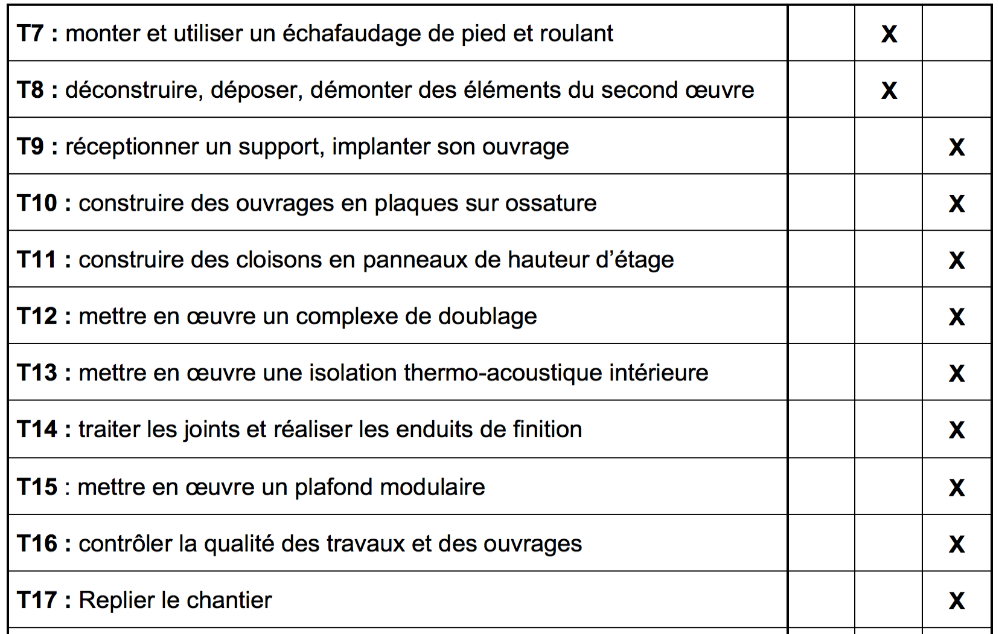 T7 : monter et utiliser un échafaudage de pied et roulant X
T8 : déconstruire, déposer, démonter des éléments du second œuvre X
T9 : réceptionner un support, implanter son ouvrage X
T10 : construire des ouvrages en plaques sur ossature X
T11 : construire des cloisons en panneaux de hauteur d’étage X
T12 : mettre en œuvre un complexe de doublage X
T13 : mettre en œuvre une isolation thermo-acoustique intérieure X
T14 : traiter les joints et réaliser les enduits de finition X
T15 : mettre en œuvre un plafond modulaire X
T16 : contrôler la qualité des travaux et des ouvrages X
T17 : Replier le chantier X